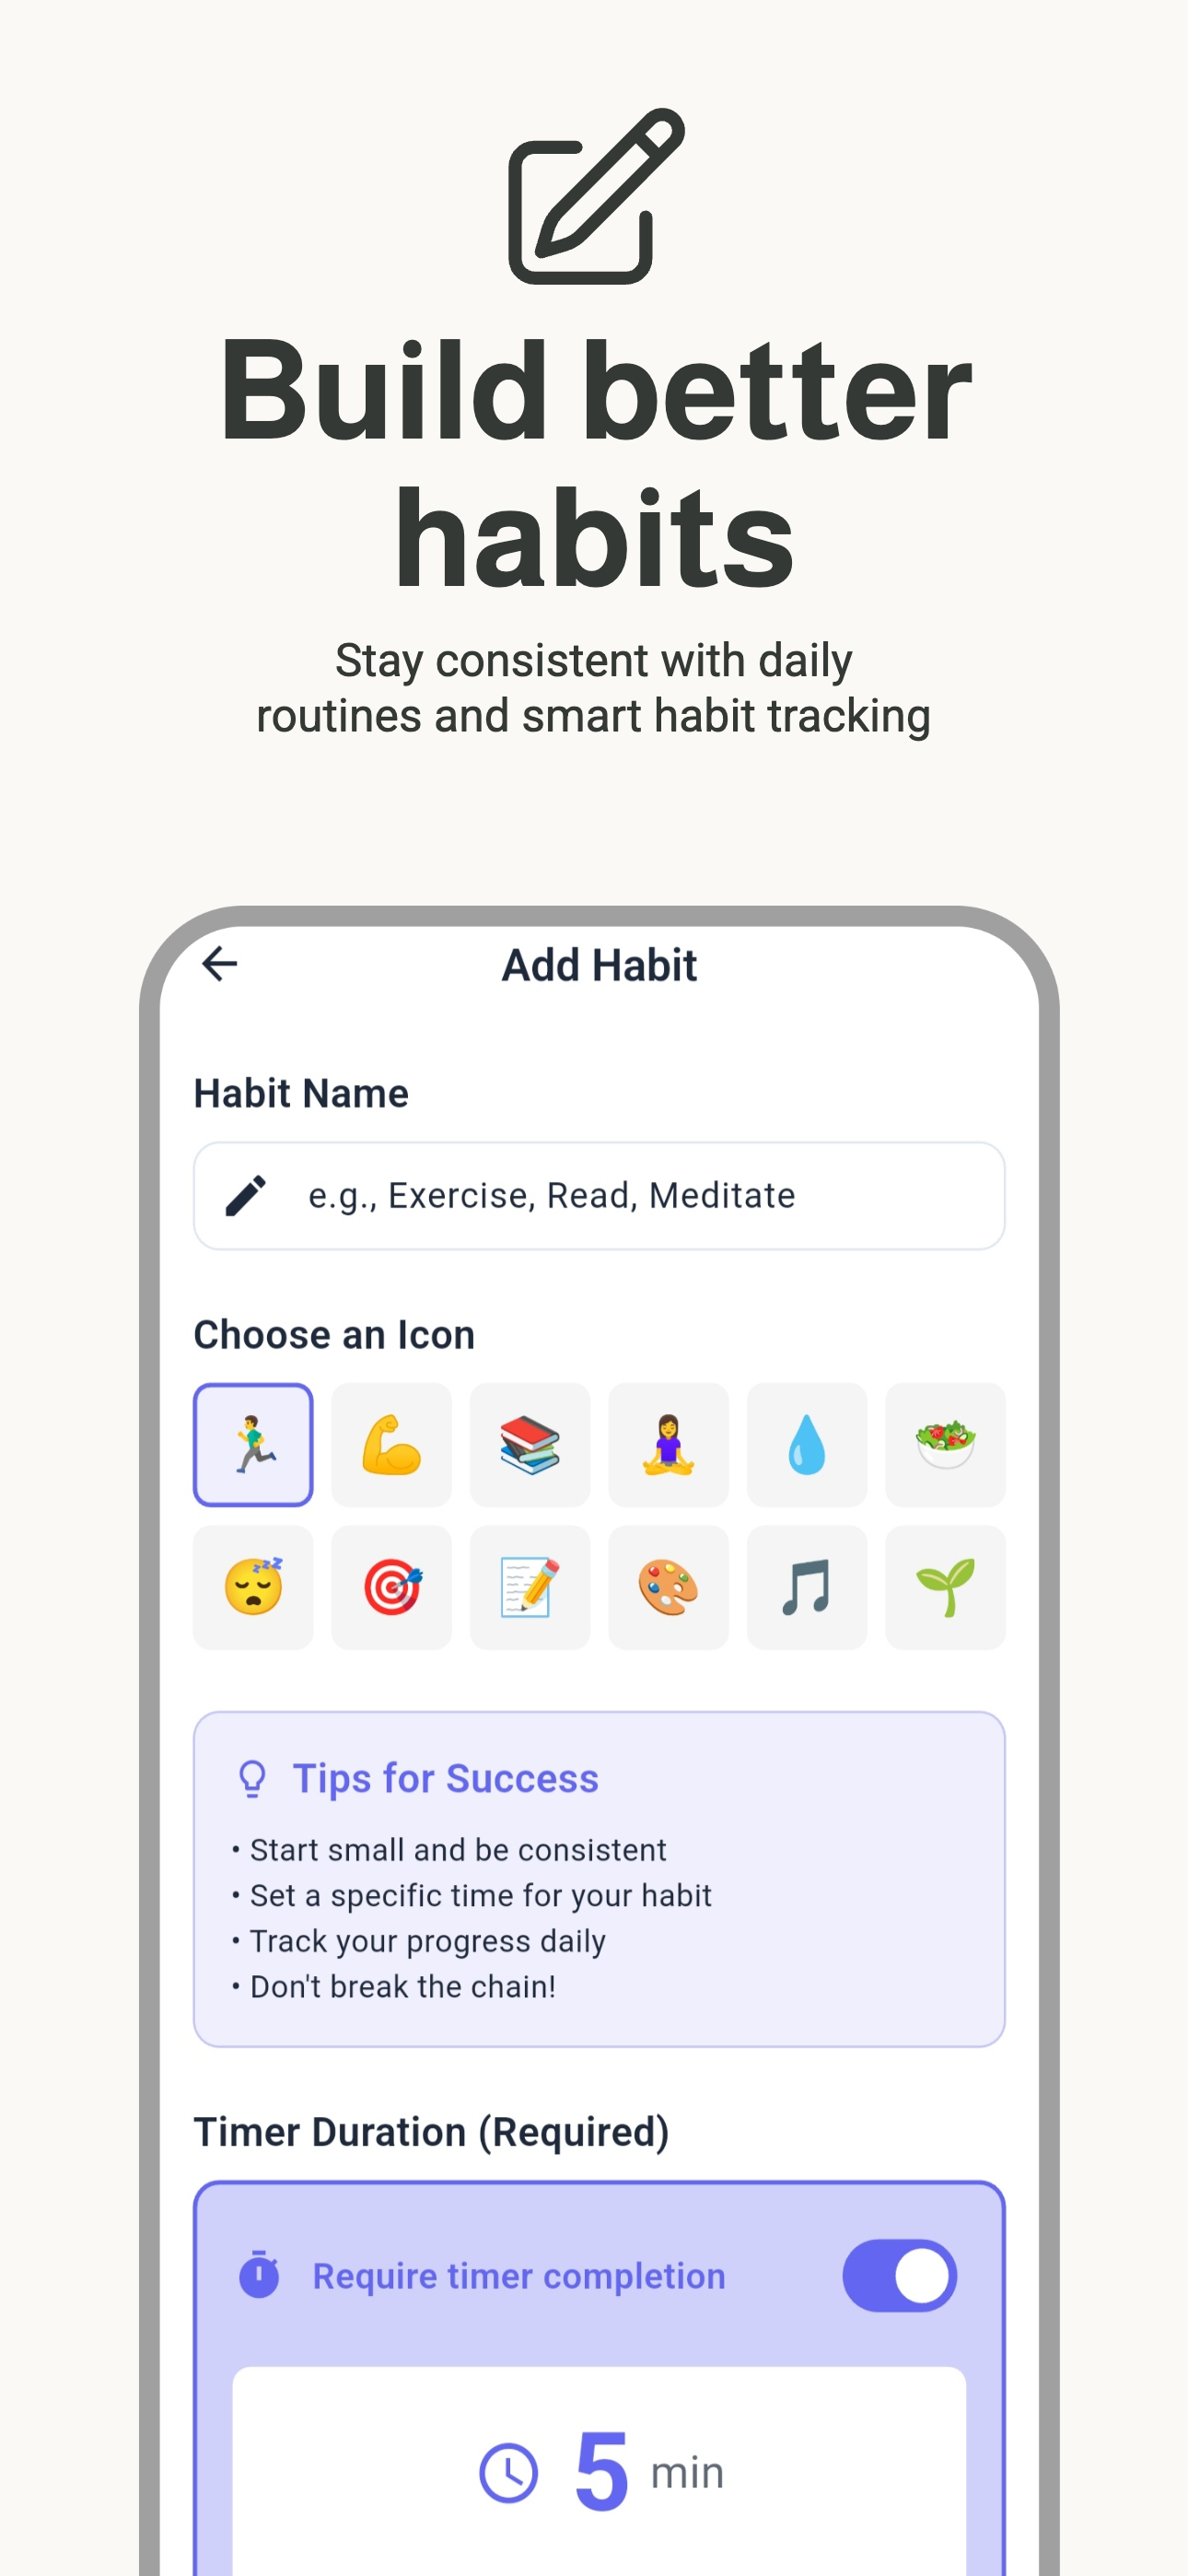 Build better
habits
Stay consistent with daily
routines and smart habit tracking
Add Habit
Habit Name
e.g., Exercise, Read, Meditate
Choose an Icon
Tips for Success
• Start small and be consistent
• Set a specific time for your habit
• Track your progress daily
• Don't break the chain!
Timer Duration (Required)
Require timer completion
5 min